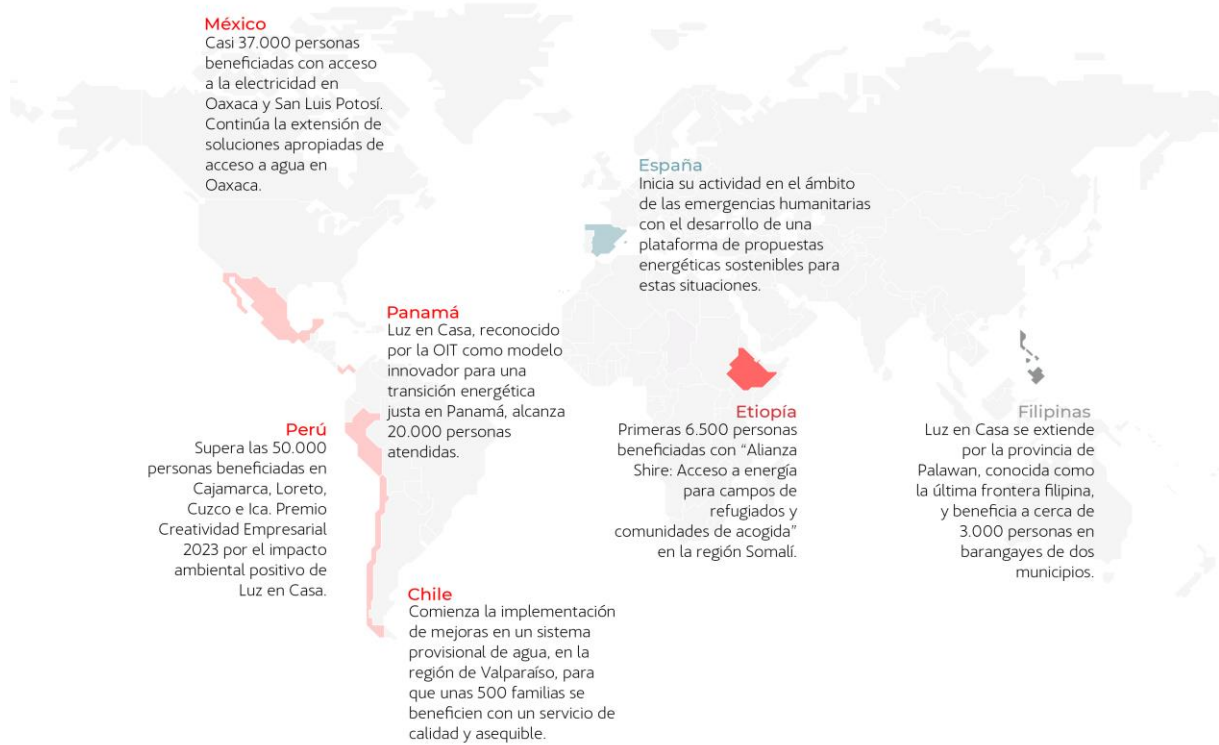 México
Casi 37.000 personas
beneficiadas con acceso
a la electricidad en
Oaxaca y San Luis Potosí.
Continúa la extensión de
soluciones apropiadas de
acceso a agua en
Oaxaca.
España
Inicia su actividad en el ámbito
de las emergencias humanitarias
con el desarrollo de una
plataforma de propuestas
energéticas sostenibles para
estas situaciones.
Panamá
Luz en Casa, reconocido
por la OIT como modelo
innovador para una
transición energética
justa en Panamá, alcanza
20.000 personas
atendidas.
Perú
Supera las 50.000
personas beneficiadas en
Cajamarca, Loreto,
Cuzco e Ica. Premio
Creatividad Empresarial
2023 por el impacto
ambiental positivo de
Luz en Casa.
Etiopía
Primeras 6.500 personas
beneficiadas con “Alianza
Shire: Acceso a energía
para campos de
refugiados y
comunidades de acogida”
en la región Somalí.
Filipinas
Luz en Casa se extiende
por la provincia de
Palawan, conocida como
la última frontera filipina,
y beneficia a cerca de
3.000 personas en
barangayes de dos
municipios.
Chile
Comienza la implementación
de mejoras en un sistema
provisional de agua, en la
región de Valparaíso, para
que unas 500 familias se
beneficien con un servicio de
calidad y asequible.